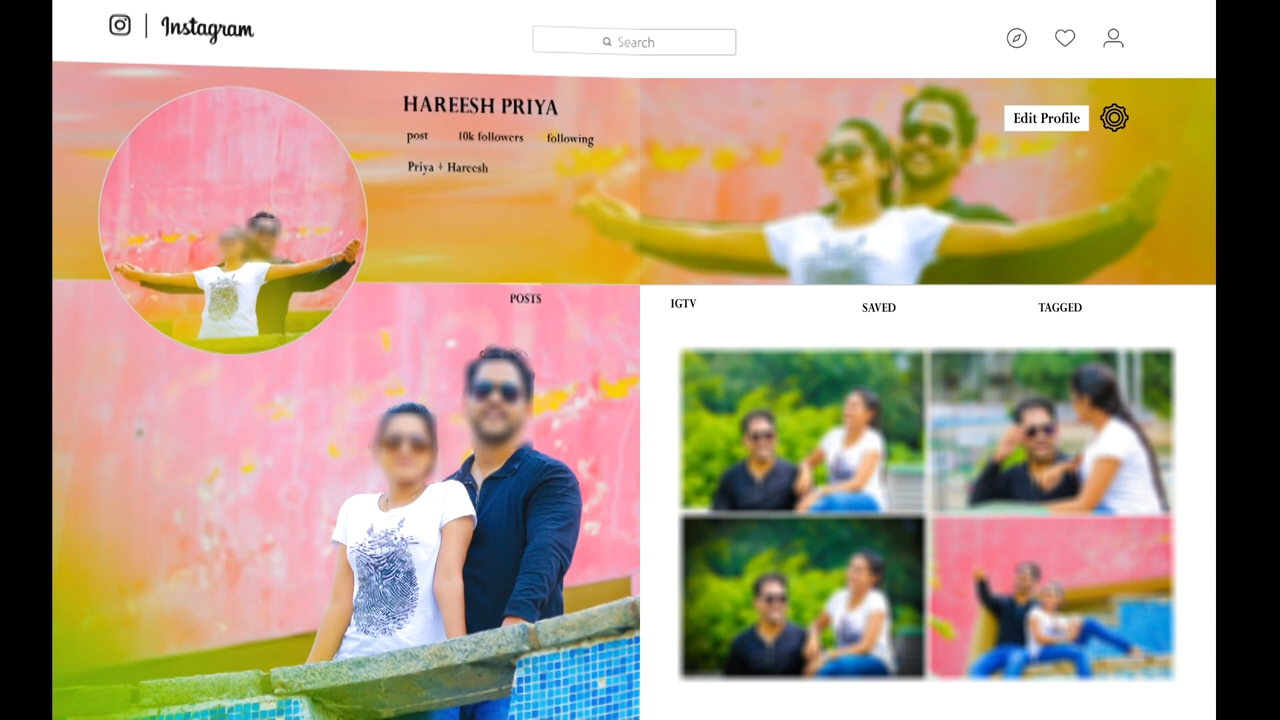 Instagram
Search
HAREESH PRIYA
Edit Profile
post 10k followers following
Priya + Hareesh
POSTS IGTV SAVED TAGGED